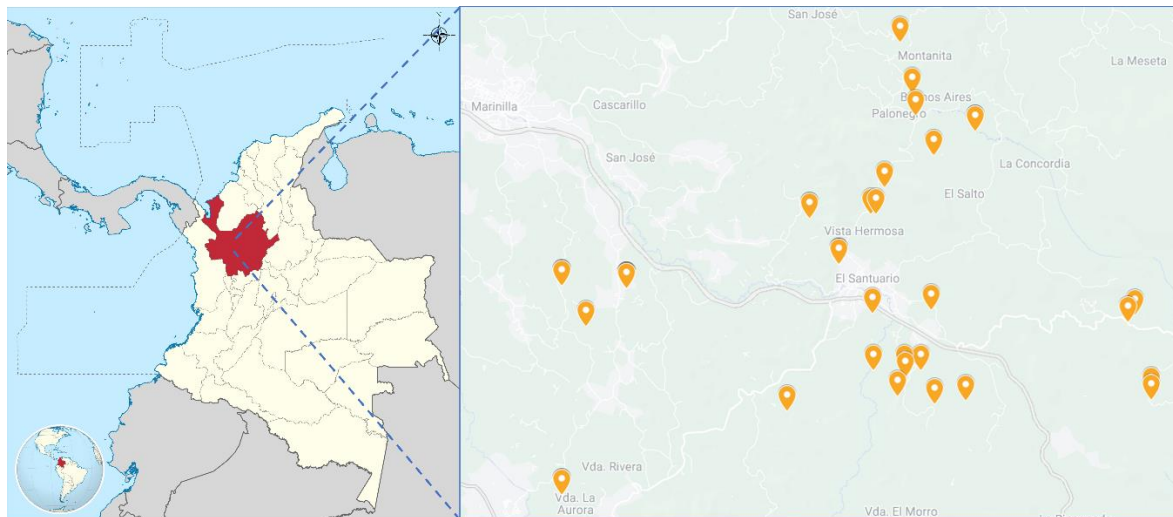 San José
Montanita
La Meseta
Marinilla
Cascarillo
Buenos Aires
Palonegro
San José
La Concordia
El Salto
Vista Hermosa
El Santuario
Vda. Rivera
Vda. La
Aurora
Vda. El Morro